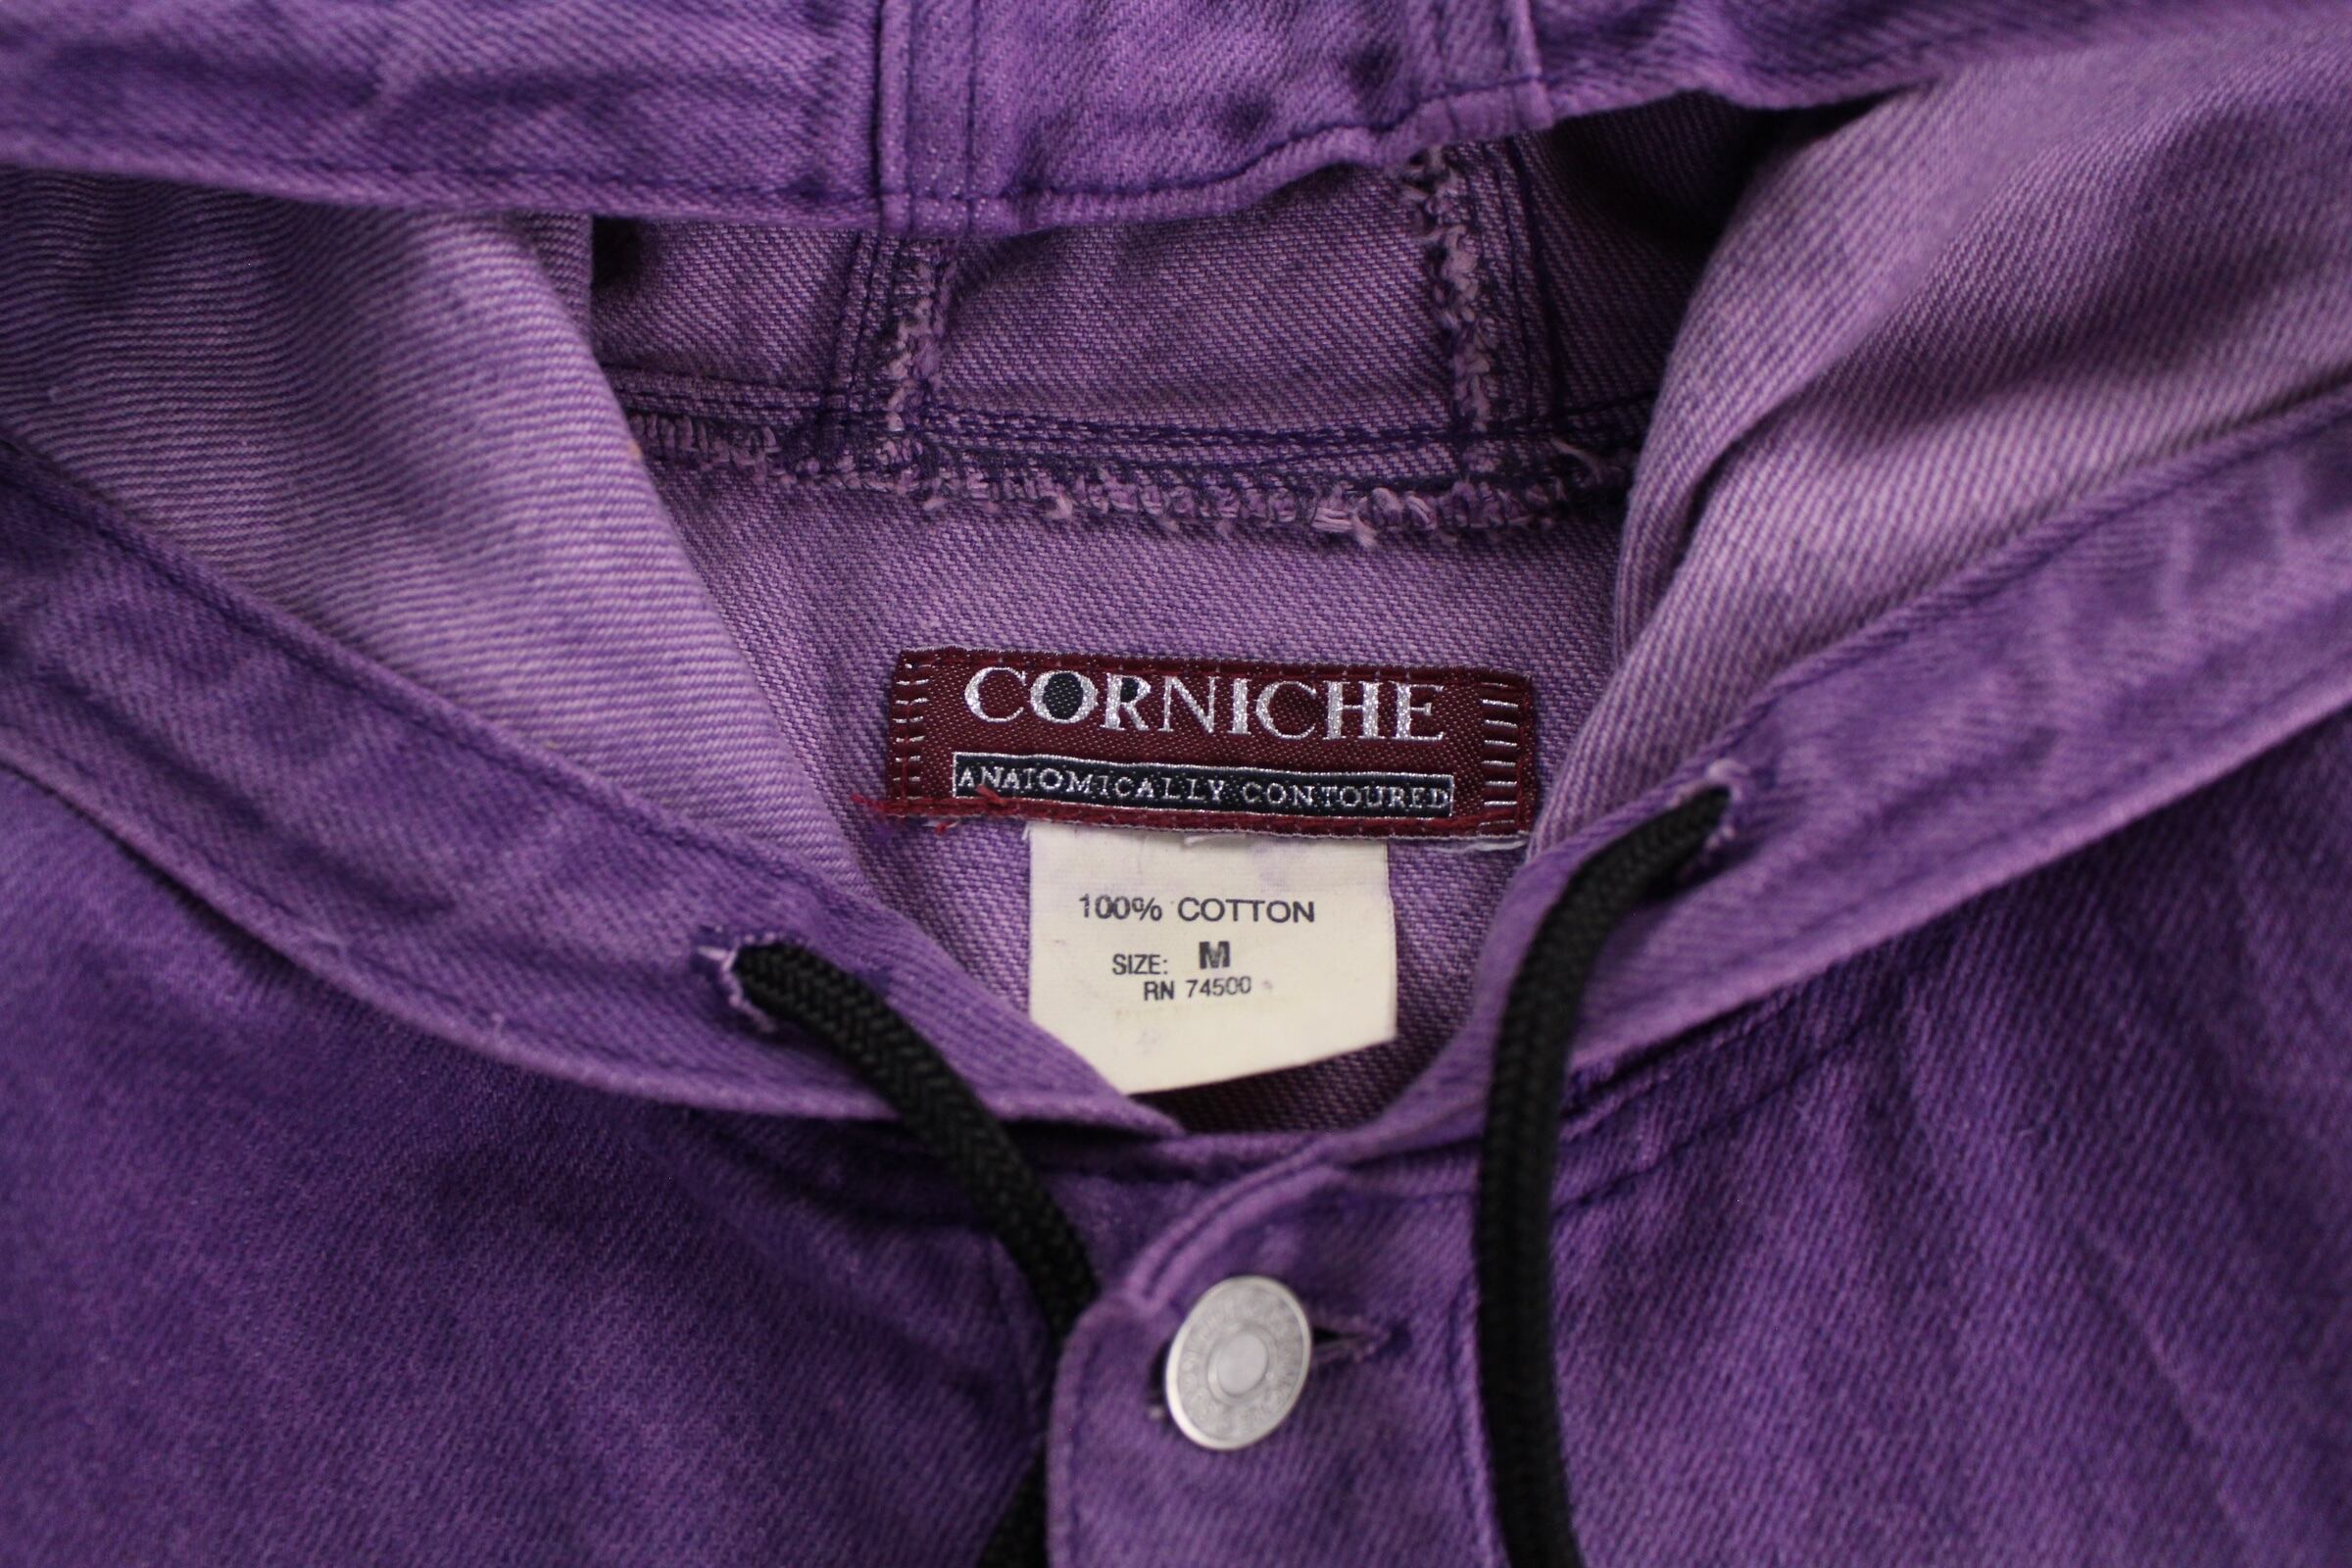 CORNICHE
ANATOMICALLY CONTOURED
100% COTTON
SIZE: M
RN 74500